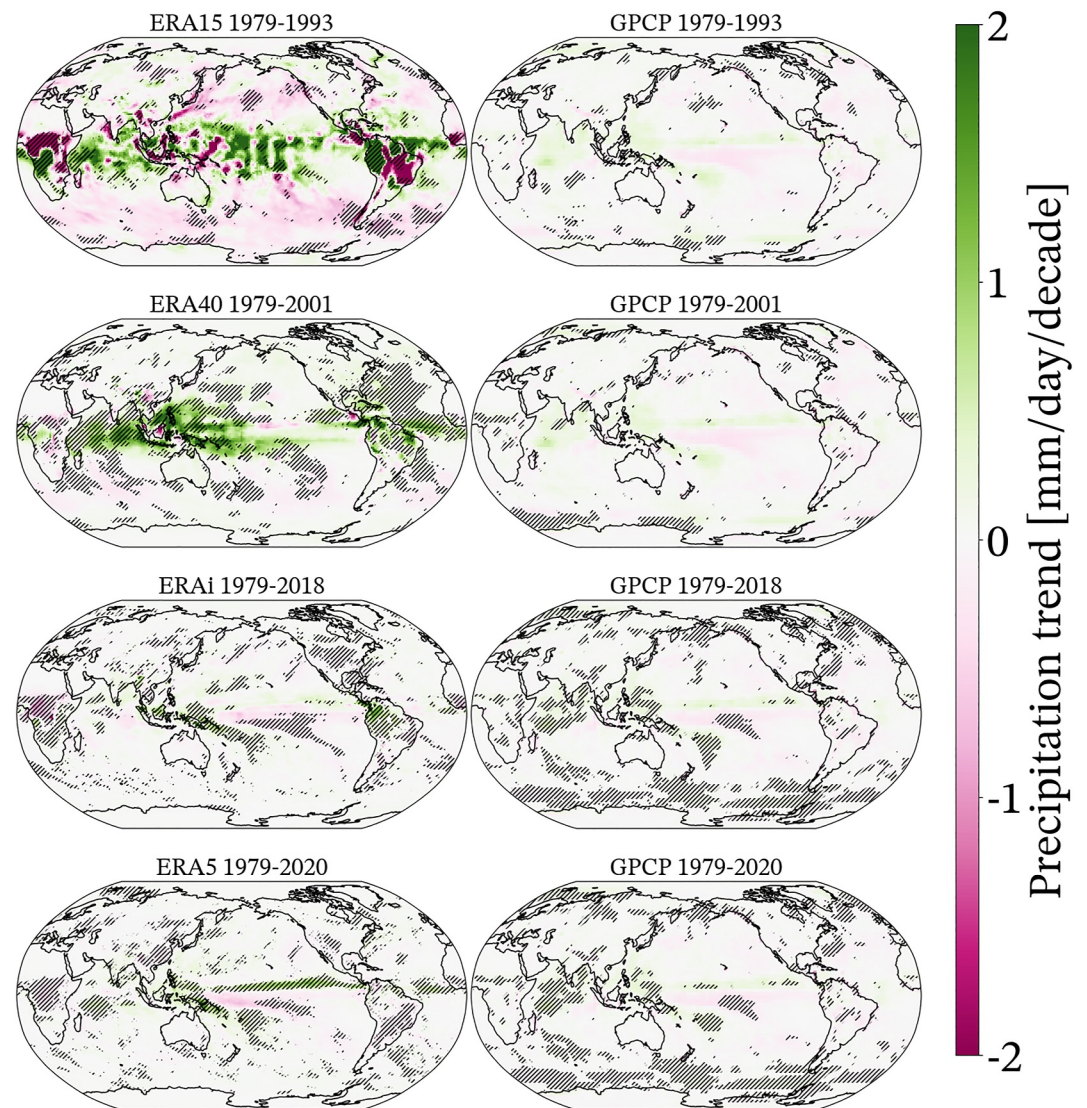 ERA15 1979-1993
GPCP 1979-1993
ERA40 1979-2001
GPCP 1979-2001
ERAi 1979-2018
GPCP 1979-2018
ERA5 1979-2020
GPCP 1979-2020
2
1
0
-1
-2
Precipitation trend [mm/day/decade]